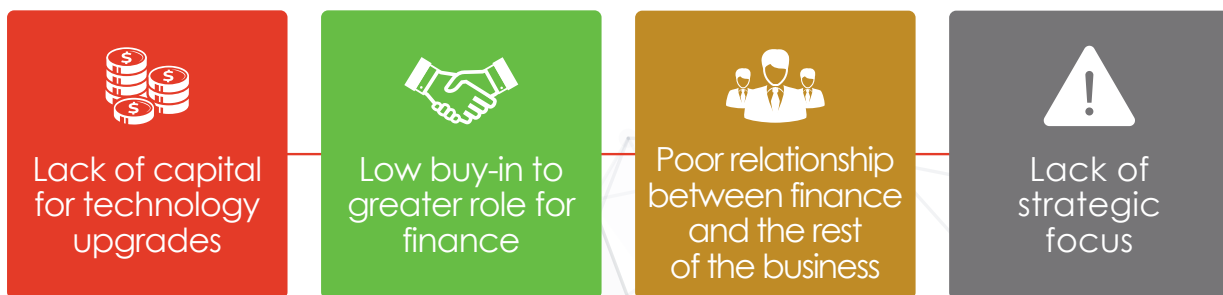 Lack of capital
for technology
upgrades
Low buy-in to
greater role for
finance
Poor relationship
between finance
and the rest
of the business
Lack of
strategic
focus